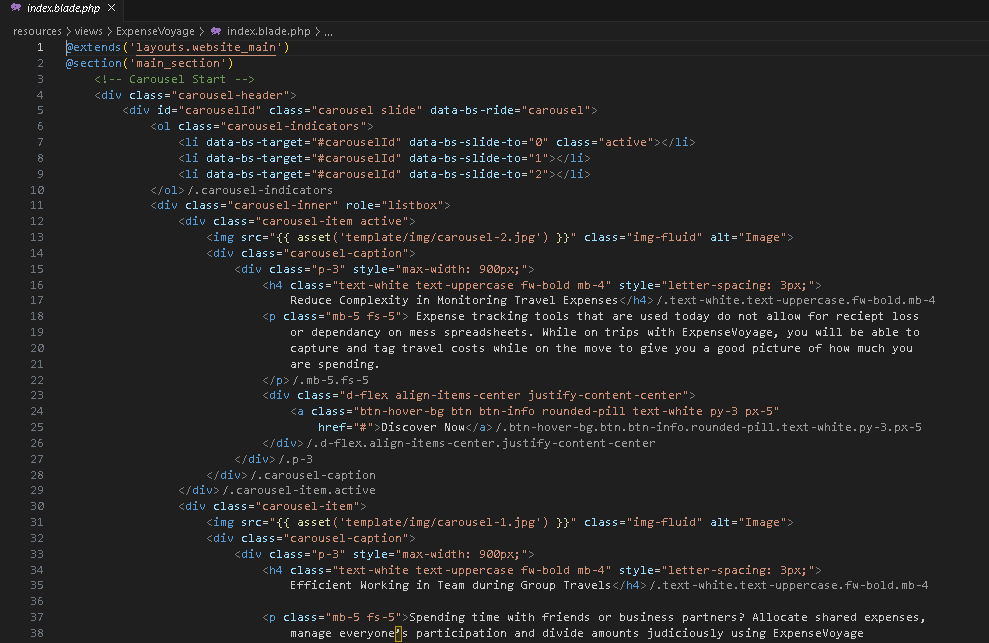 index.blade.php ×
resources > views > ExpenseVoyage > index.blade.php > ...
1 @extends('layouts.website_main')
2 @section('main_section')
3 <!-- Carousel Start -->
4 <div class="carousel-header">
5 <div id="carouselId" class="carousel slide" data-bs-ride="carousel">
6 <ol class="carousel-indicators">
7 <li data-bs-target="#carouselId" data-bs-slide-to="0" class="active"></li>
8 <li data-bs-target="#carouselId" data-bs-slide-to="1"></li>
9 <li data-bs-target="#carouselId" data-bs-slide-to="2"></li>
10 </ol>/.carousel-indicators
11 <div class="carousel-inner" role="listbox">
12 <div class="carousel-item active">
13 <img src="{{ asset('template/img/carousel-2.jpg') }}" class="img-fluid" alt="Image">
14 <div class="carousel-caption">
15 <div class="p-3" style="max-width: 900px;">
16 <h4 class="text-white text-uppercase fw-bold mb-4" style="letter-spacing: 3px;">
17 Reduce Complexity in Monitoring Travel Expenses</h4>/.text-white.text-uppercase.fw-bold.mb-4
18 <p class="mb-5 fs-5"> Expense tracking tools that are used today do not allow for reciept loss
19 or dependancy on mess spreadsheets. While on trips with ExpenseVoyage, you will be able to
20 capture and tag travel costs while on the move to give you a good picture of how much you
21 are spending.
22 </p>/.mb-5.fs-5
23 <div class="d-flex align-items-center justify-content-center">
24 <a class="btn-hover-bg btn btn-info rounded-pill text-white py-3 px-5"
25 href="#">Discover Now</a>/.btn-hover-bg.btn.btn-info.rounded-pill.text-white.py-3.px-5
26 </div>/.d-flex.align-items-center.justify-content-center
27 </div>/.p-3
28 </div>/.carousel-caption
29 </div>/.carousel-item.active
30 <div class="carousel-item">
31 <img src="{{ asset('template/img/carousel-1.jpg') }}" class="img-fluid" alt="Image">
32 <div class="carousel-caption">
33 <div class="p-3" style="max-width: 900px;">
34 <h4 class="text-white text-uppercase fw-bold mb-4" style="letter-spacing: 3px;">
35 Efficient Working in Team during Group Travels</h4>/.text-white.text-uppercase.fw-bold.mb-4
36
37 <p class="mb-5 fs-5">Spending time with friends or business partners? Allocate shared expenses,
38 manage everyone’s participation and divide amounts judiciously using ExpenseVoyage